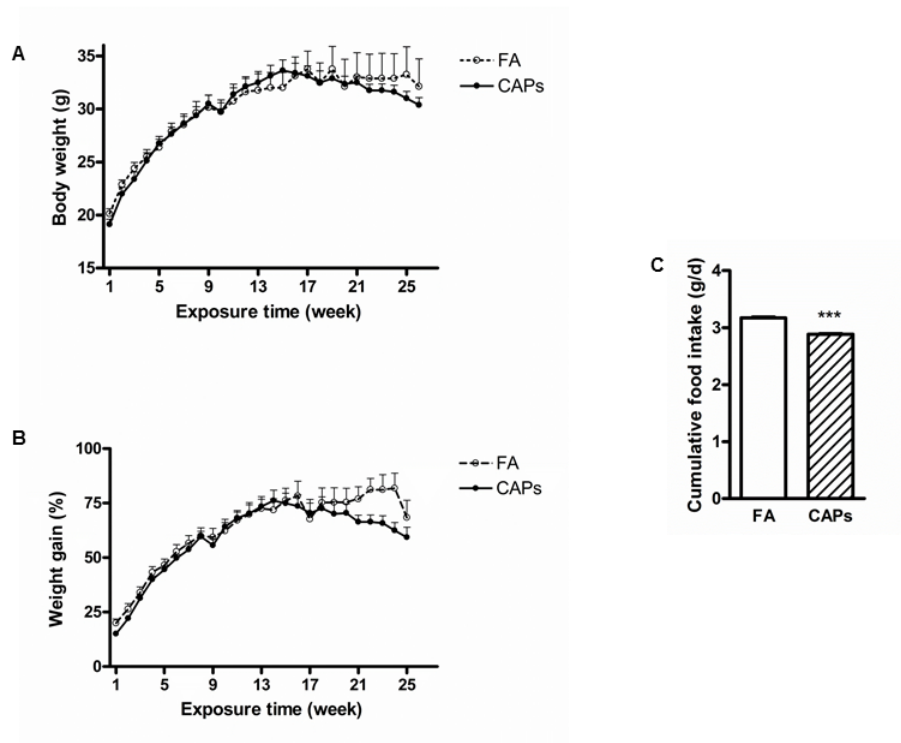 A
Body weight (g)
35
30
25
20
15
1 5 9 13 17 21 25
Exposure time (week)
FA
CAPs
B
Weight gain (%)
100
75
50
25
0
1 5 9 13 17 21 25
Exposure time (week)
FA
CAPs
C
Cumulative food intake (g/d)
4
3
2
1
0
***
FA CAPs